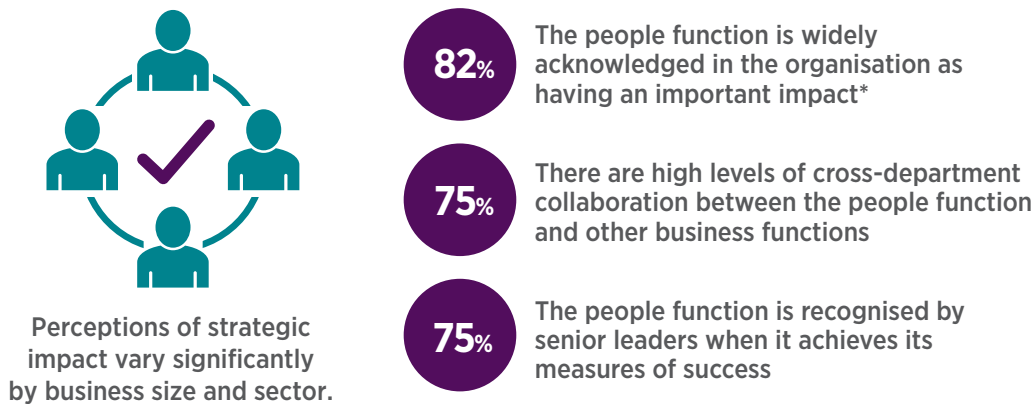 82%
The people function is widely
acknowledged in the organisation as
having an important impact*
75%
There are high levels of cross-department
collaboration between the people function
and other business functions
75%
The people function is recognised by
senior leaders when it achieves its
measures of success
Perceptions of strategic
impact vary significantly
by business size and sector.